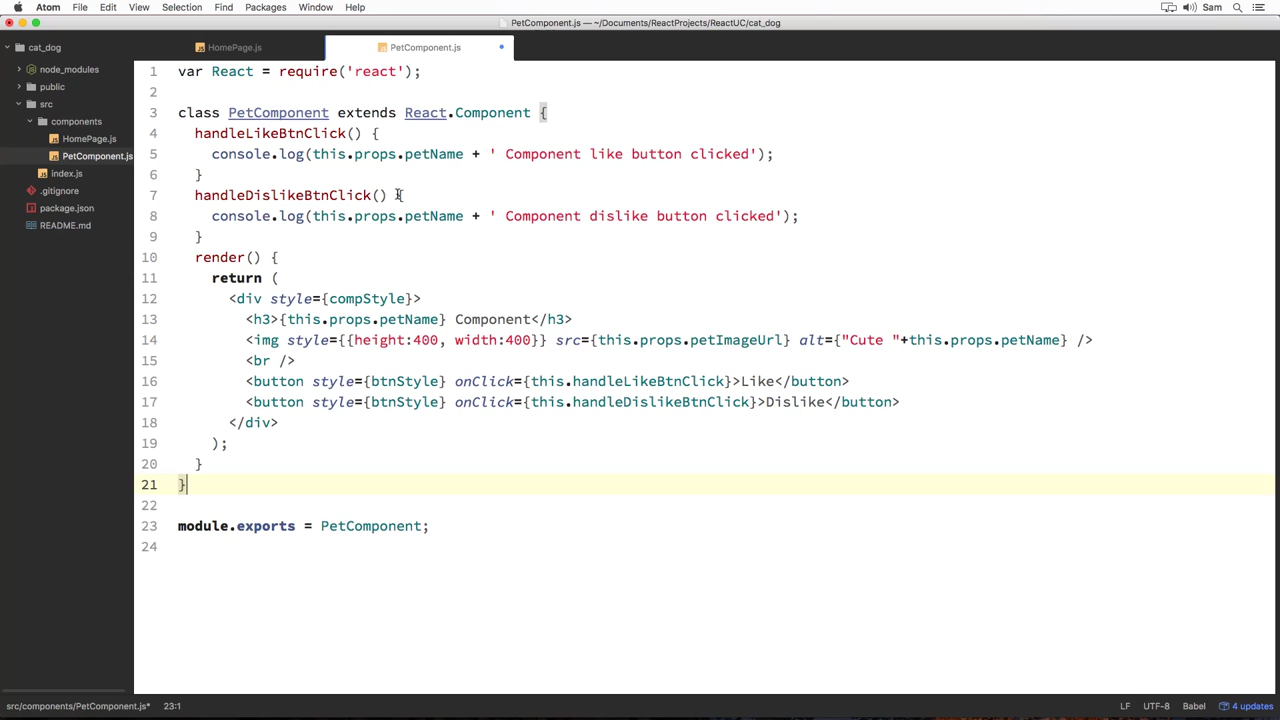 Atom File Edit View Selection Find Packages Window Help Sam
PetComponent.js — ~/Documents/ReactProjects/ReactUC/cat_dog
cat_dog
node_modules
public
src
components
HomePage.js
PetComponent.js
index.js
.gitignore
package.json
README.md
HomePage.js PetComponent.js
1 var React = require('react');
2
3 class PetComponent extends React.Component {
4 handleLikeBtnClick() {
5 console.log(this.props.petName + ' Component like button clicked');
6 }
7 handleDislikeBtnClick() {
8 console.log(this.props.petName + ' Component dislike button clicked');
9 }
10 render() {
11 return (
12 <div style={compStyle}>
13 <h3>{this.props.petName} Component</h3>
14 <img style={{height:400, width:400}} src={this.props.petImageUrl} alt={"Cute "+this.props.petName} />
15 <br />
16 <button style={btnStyle} onClick={this.handleLikeBtnClick}>Like</button>
17 <button style={btnStyle} onClick={this.handleDislikeBtnClick}>Dislike</button>
18 </div>
19 );
20 }
21 }
22
23 module.exports = PetComponent;
24
src/components/PetComponent.js* 23:1 LF UTF-8 Babel 4 updates